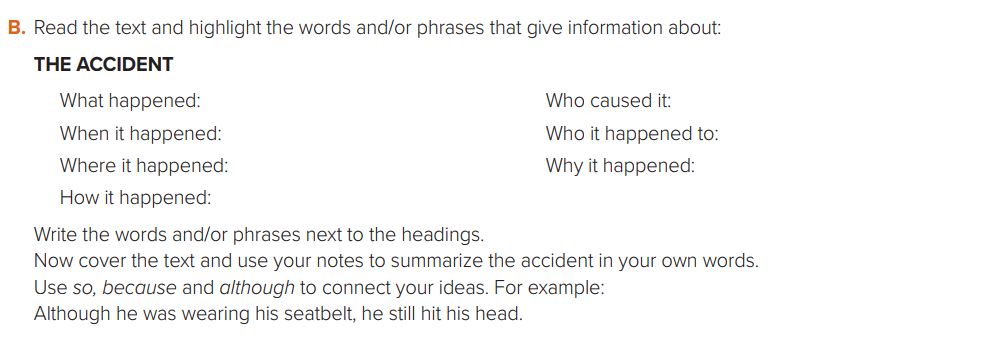 B. Read the text and highlight the words and/or phrases that give information about:
THE ACCIDENT
What happened:
Who caused it:
When it happened:
Who it happened to:
Where it happened:
Why it happened:
How it happened:
Write the words and/or phrases next to the headings.
Now cover the text and use your notes to summarize the accident in your own words.
Use so, because and although to connect your ideas. For example:
Although he was wearing his seatbelt, he still hit his head.